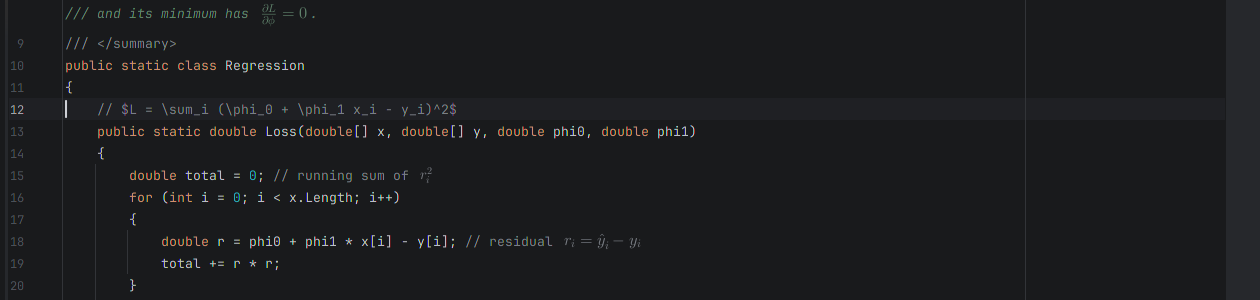 /// and its minimum has ∂L/∂ϕ = 0.
9 /// </summary>
10 public static class Regression
11 {
12 // $L = \sum_i (\phi_0 + \phi_1 x_i - y_i)^2$
13 public static double Loss(double[] x, double[] y, double phi0, double phi1)
14 {
15 double total = 0; // running sum of r_i^2
16 for (int i = 0; i < x.Length; i++)
17 {
18 double r = phi0 + phi1 * x[i] - y[i]; // residual r_i = ŷ_i − y_i
19 total += r * r;
20 }